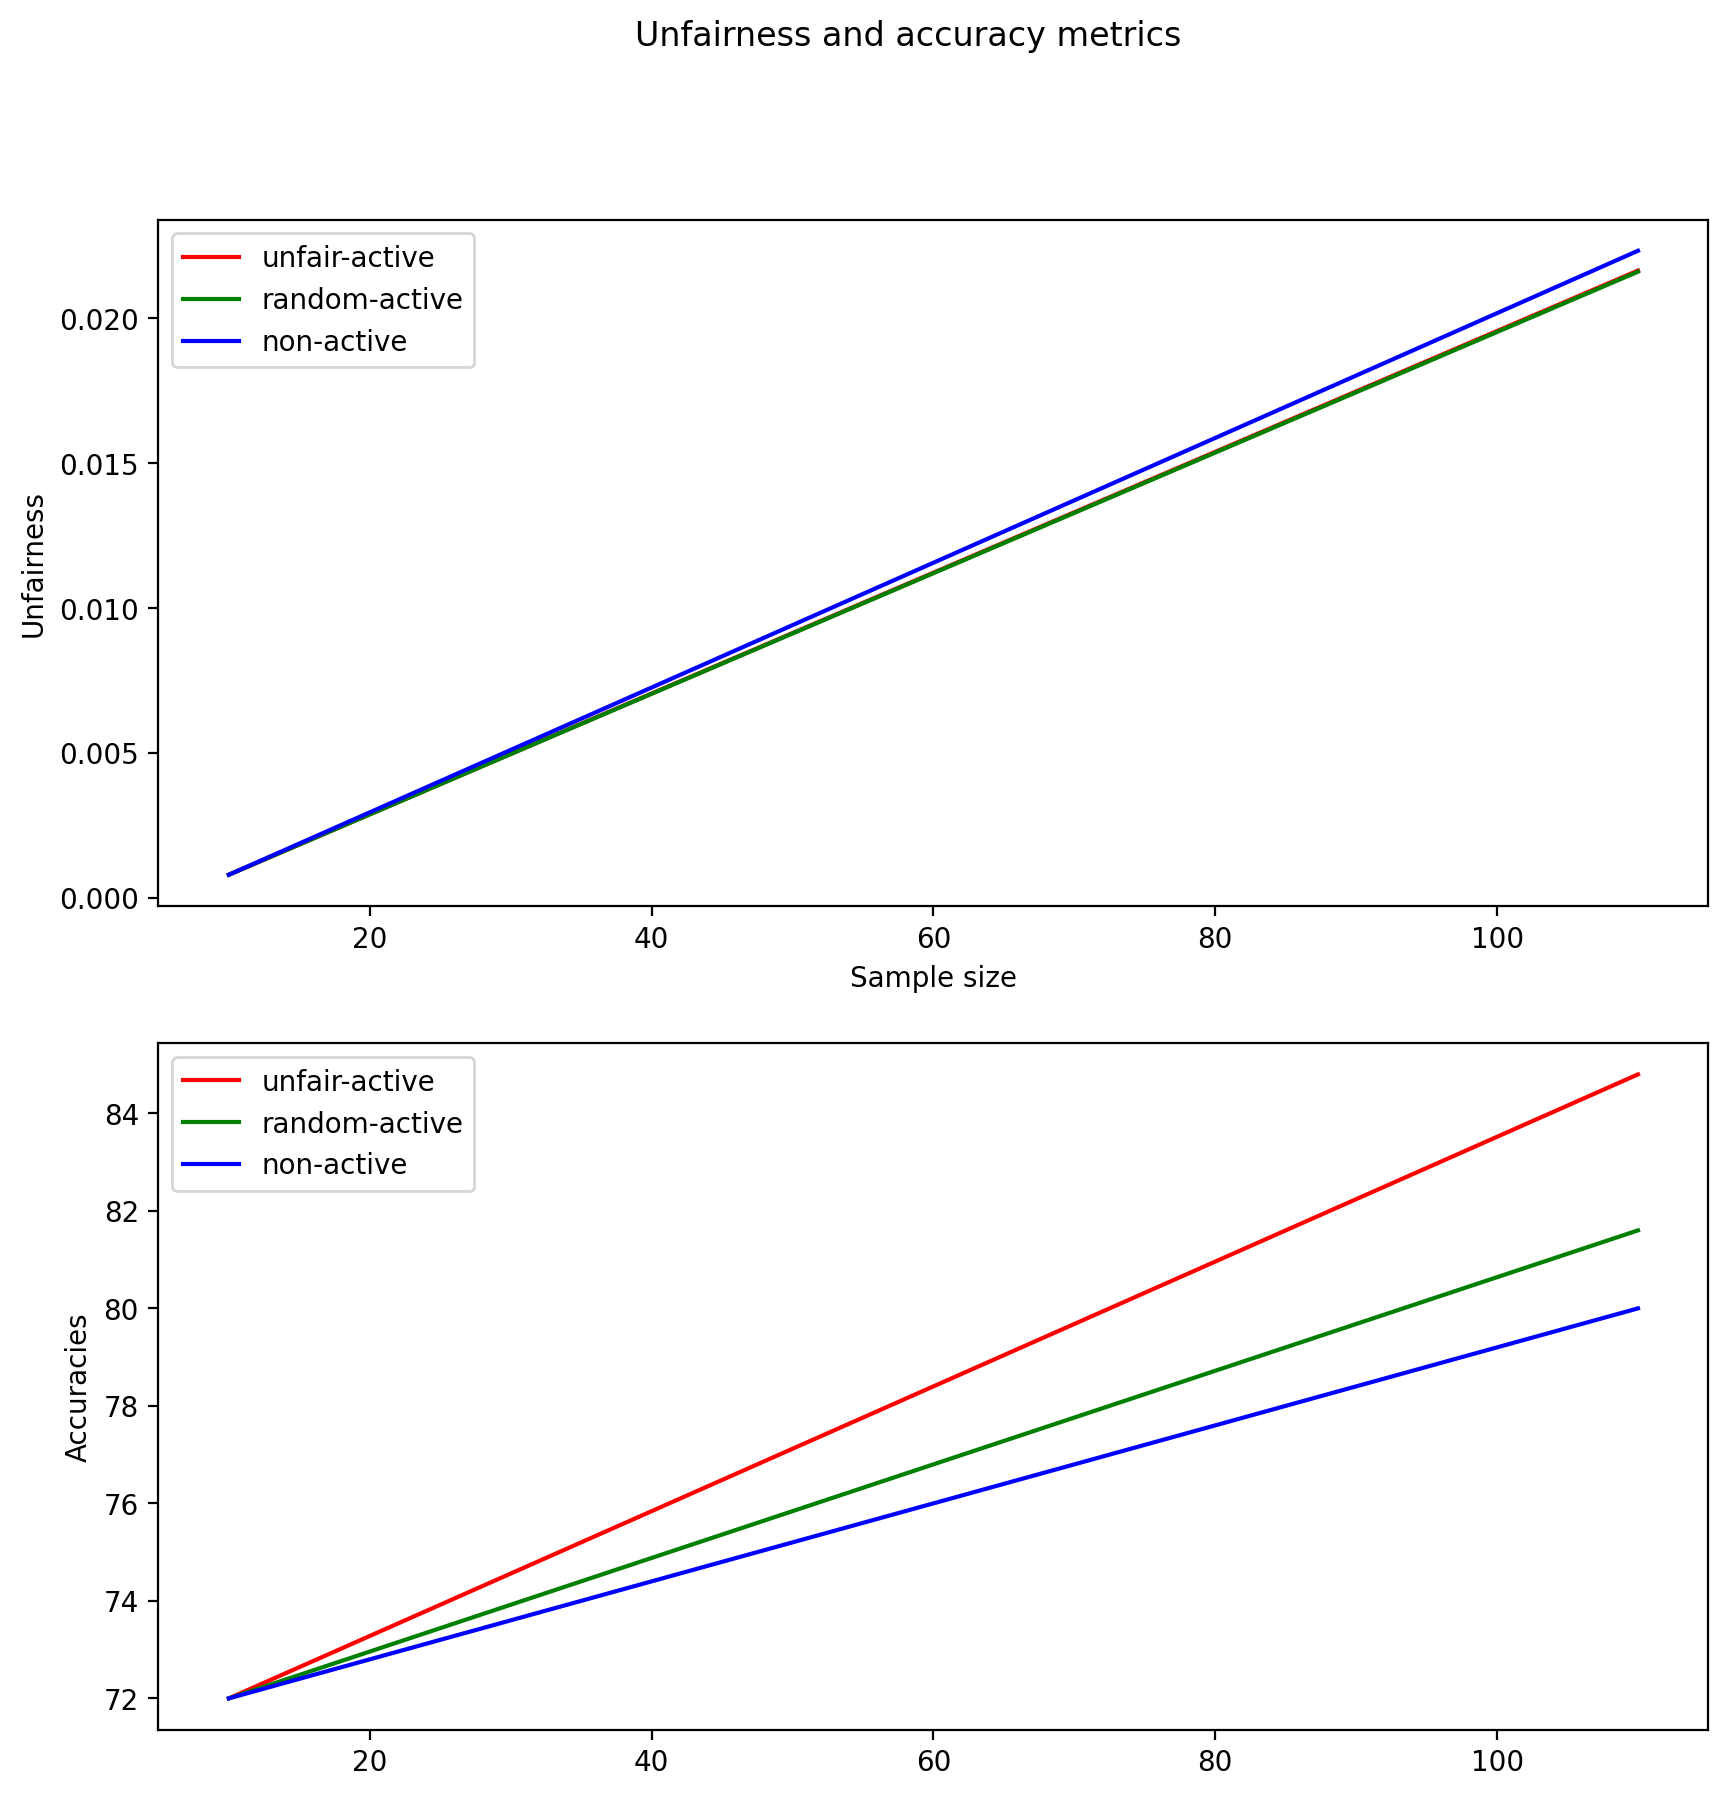 Unfairness and accuracy metrics
unfair-active
random-active
non-active
0.020
0.015
0.010
0.005
0.000
Unfairness
20 40 60 80 100
Sample size
unfair-active
random-active
non-active
84
82
80
78
76
74
72
Accuracies
20 40 60 80 100